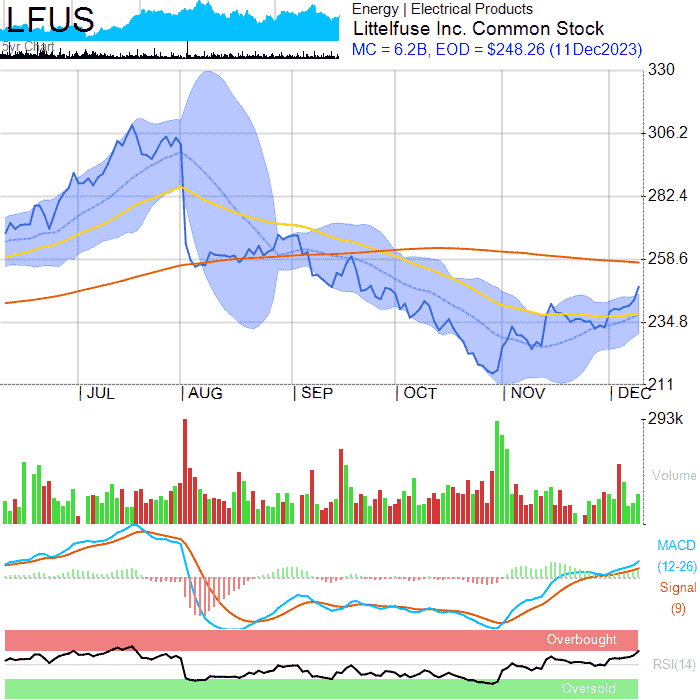 LFUS
5yr Chart
Energy | Electrical Products
Littelfuse Inc. Common Stock
MC = 6.2B, EOD = $248.26 (11Dec2023)
330
306.2
282.4
258.6
234.8
211
| JUL | AUG | SEP | OCT | NOV | DEC
293k
Volume
MACD
(12-26)
Signal
(9)
Overbought
RSI(14)
Oversold